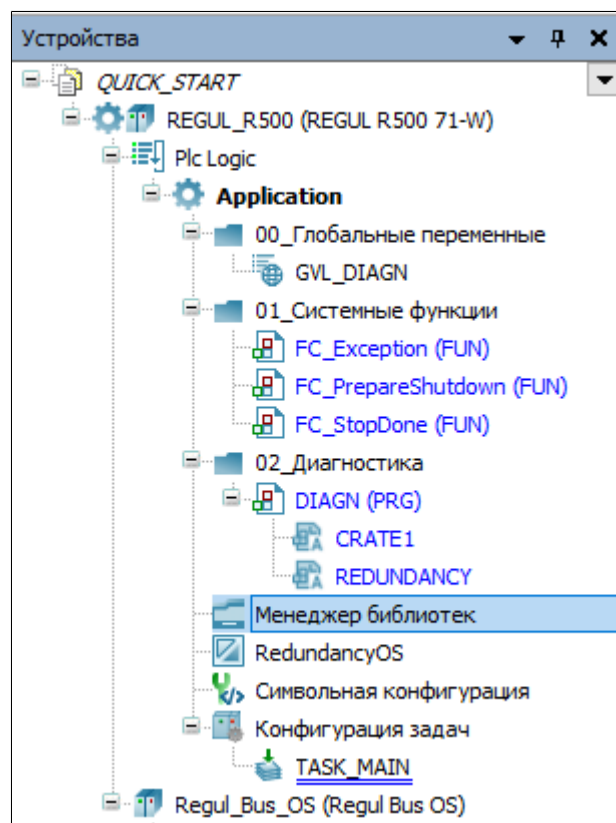 Устройства
QUICK_START
REGUL_R500 (REGUL R500 71-W)
Plc Logic
Application
00_Глобальные переменные
GVL_DIAGN
01_Системные функции
FC_Exception (FUN)
FC_PrepareShutdown (FUN)
FC_StopDone (FUN)
02_Диагностика
DIAGN (PRG)
CRATE1
REDUNDANCY
Менеджер библиотек
RedundancyOS
Символьная конфигурация
Конфигурация задач
TASK_MAIN
Regul_Bus_OS (Regul Bus OS)